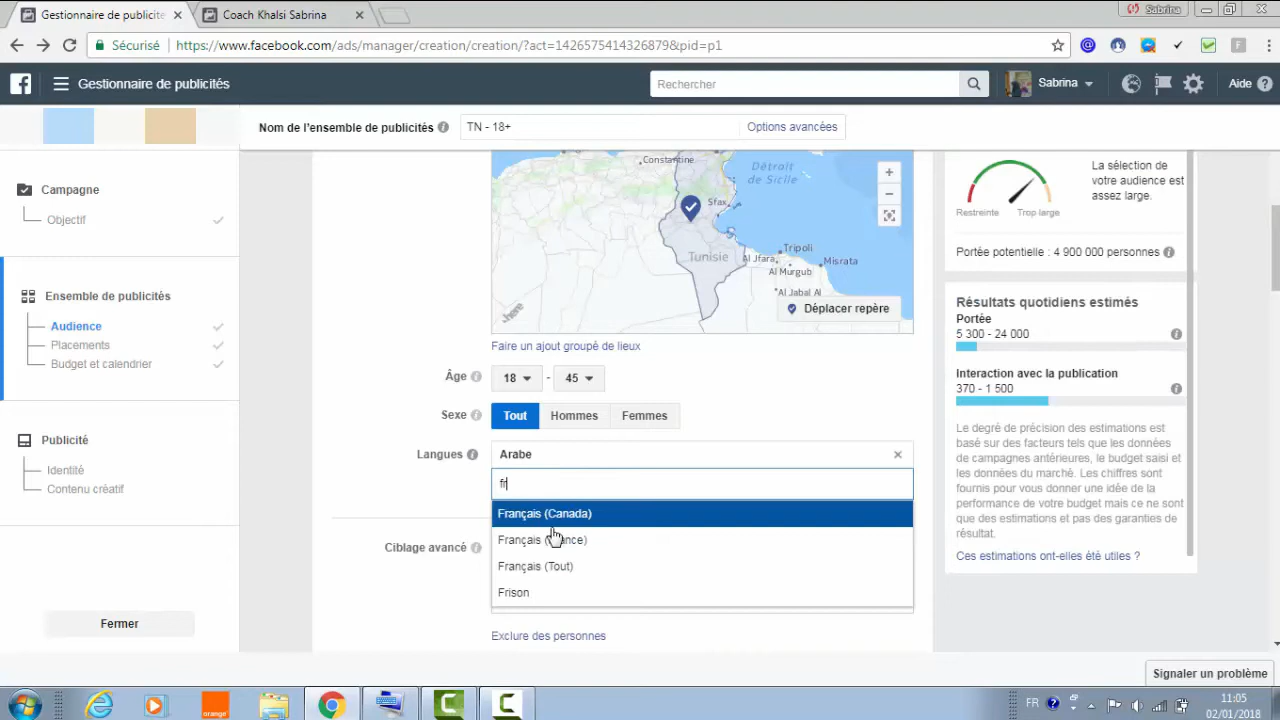 Gestionnaire de publicité
Coach Khalsi Sabrina
Sabrina
Sécurisé
https://www.facebook.com/ads/manager/creation/creation/?act=1426575414326879&pid=p1
Gestionnaire de publicités
Rechercher
Sabrina
Aide
Nom de l'ensemble de publicités
TN - 18+
Options avancées
Campagne
Objectif
Ensemble de publicités
Audience
Placements
Budget et calendrier
Publicité
Identité
Contenu créatif
Fermer
Constantine
Détroit
de Sicile
Sfax
Tunisie
Tripoli
Al Jfara
Misrata
Al Murgub
Al Jabal Al
Déplacer repère
Faire un ajout groupé de lieux
Âge
18
-
45
Sexe
Tout
Hommes
Femmes
Langues
Arabe
fr
Français (Canada)
Français (France)
Français (Tout)
Frison
Ciblage avancé
Exclure des personnes
La sélection de
votre audience est
assez large.
Restreinte
Trop large
Portée potentielle : 4 900 000 personnes
Résultats quotidiens estimés
Portée
5 300 - 24 000
Interaction avec la publication
370 - 1 500
Le degré de précision des estimations est
basé sur des facteurs tels que les données
de campagnes antérieures, le budget saisi et
les données du marché. Les chiffres sont
fournis pour vous donner une idée de la
performance de votre budget mais ce ne sont
que des estimations et pas des garanties de
résultat.
Ces estimations ont-elles été utiles ?
Signaler un problème
orange
FR
11:05
02/01/2018